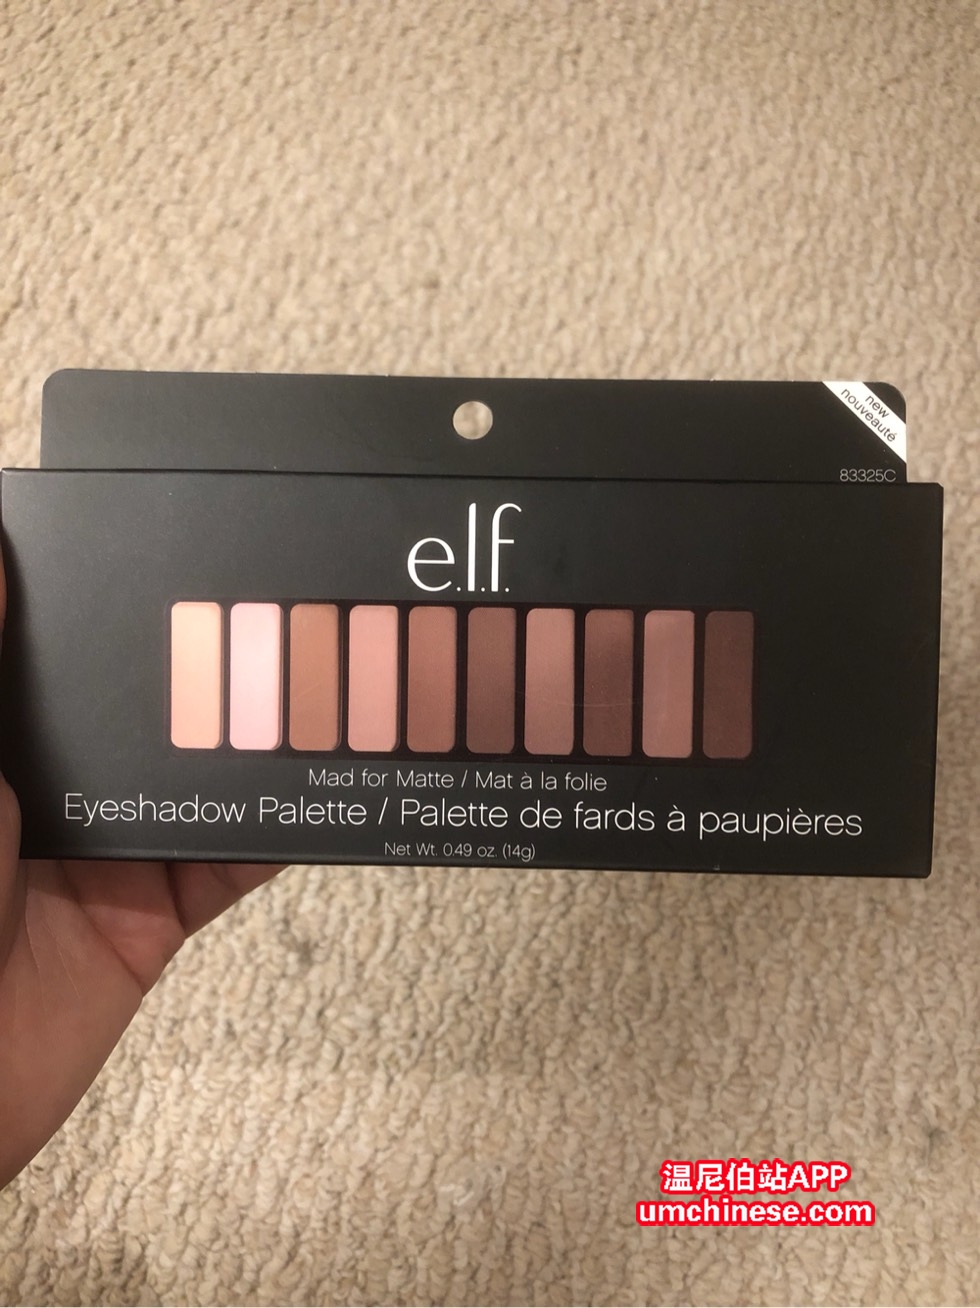 new
nouveauté
83325C
e.l.f.
Mad for Matte / Mat à la folie
Eyeshadow Palette / Palette de fards à paupières
Net Wt. 0.49 oz. (14g)
温尼伯站APP
umchinese.com